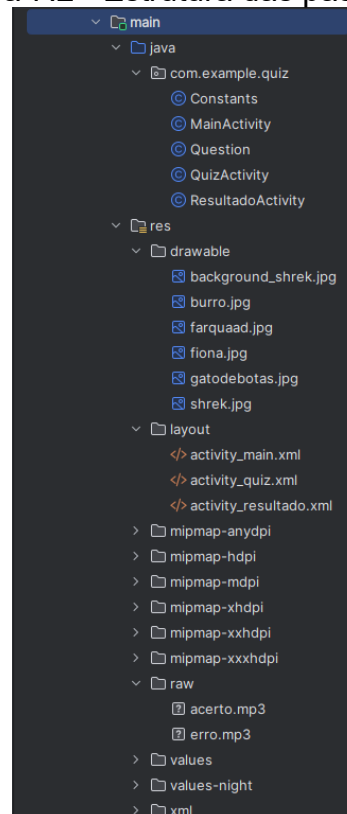 main
java
com.example.quiz
Constants
MainActivity
Question
QuizActivity
ResultadoActivity
res
drawable
background_shrek.jpg
burro.jpg
farquaad.jpg
fiona.jpg
gatodebotas.jpg
shrek.jpg
layout
activity_main.xml
activity_quiz.xml
activity_resultado.xml
mipmap-anydpi
mipmap-hdpi
mipmap-mdpi
mipmap-xhdpi
mipmap-xxhdpi
mipmap-xxxhdpi
raw
acerto.mp3
erro.mp3
values
values-night
xml